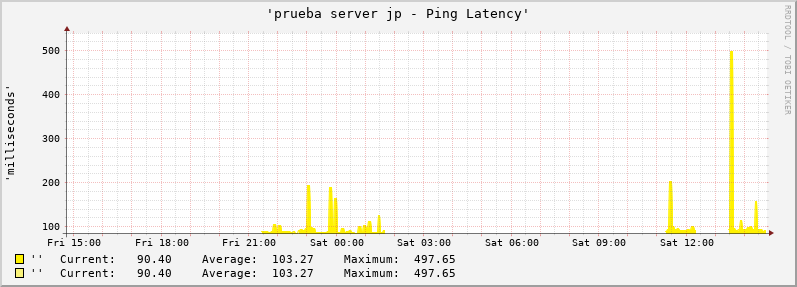 'prueba server jp - Ping Latency'
RRDTOOL / TOBI OETIKER
'milliseconds'
500
400
300
200
100
Fri 15:00 Fri 18:00 Fri 21:00 Sat 00:00 Sat 03:00 Sat 06:00 Sat 09:00 Sat 12:00
'' Current: 90.40 Average: 103.27 Maximum: 497.65
'' Current: 90.40 Average: 103.27 Maximum: 497.65